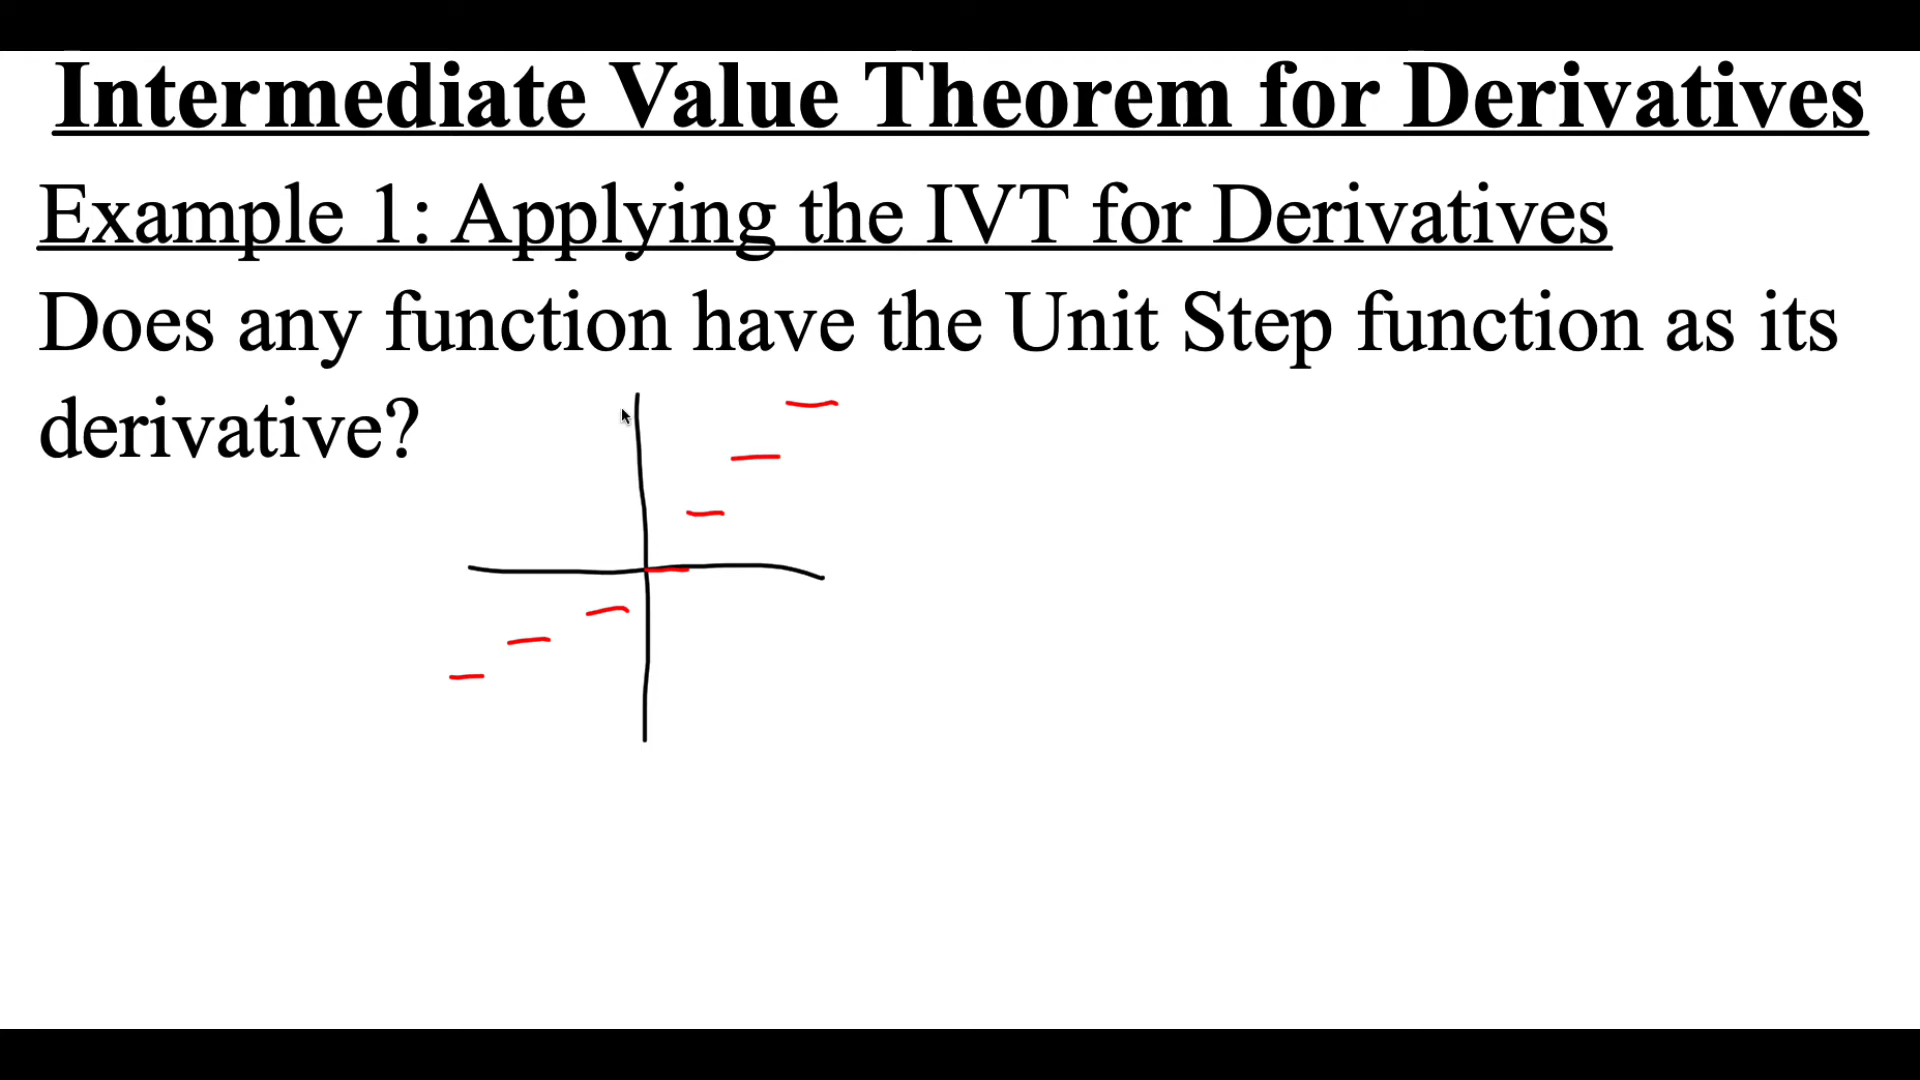 Intermediate Value Theorem for Derivatives
Example 1: Applying the IVT for Derivatives
Does any function have the Unit Step function as its
derivative?